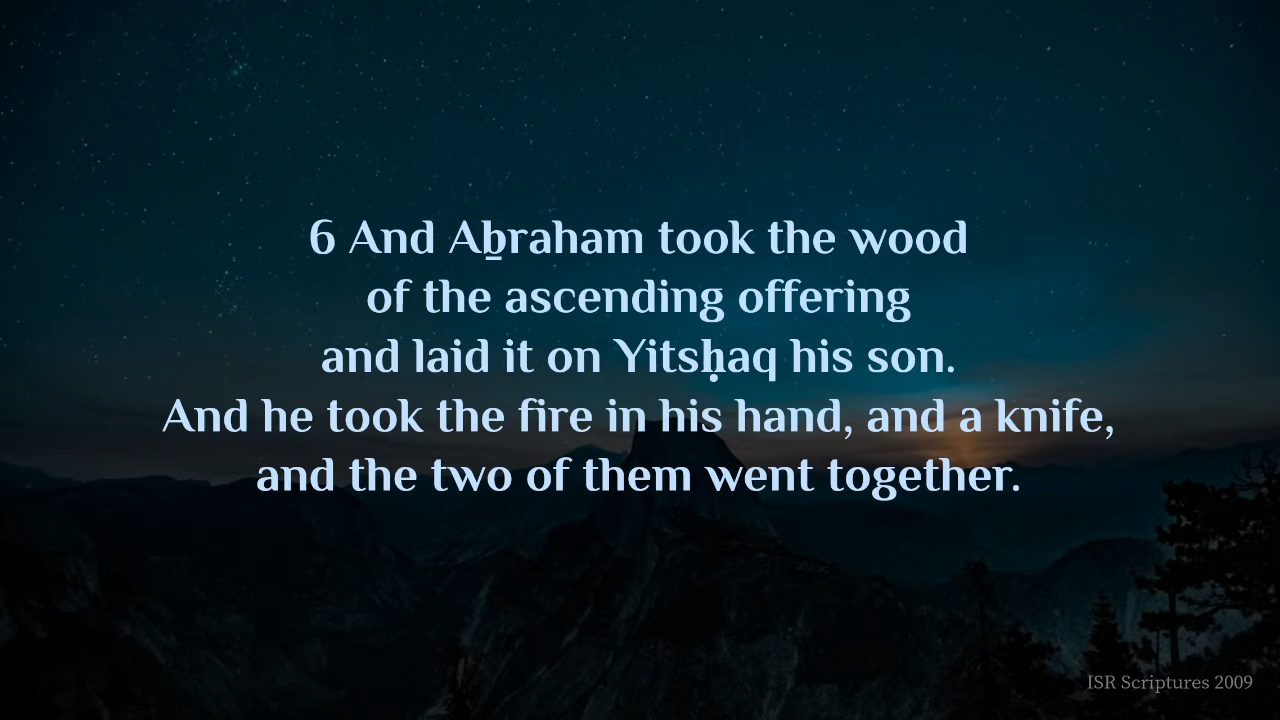 6 And Aḇraham took the wood
of the ascending offering
and laid it on Yitsḥaq his son.
And he took the fire in his hand, and a knife,
and the two of them went together.
ISR Scriptures 2009